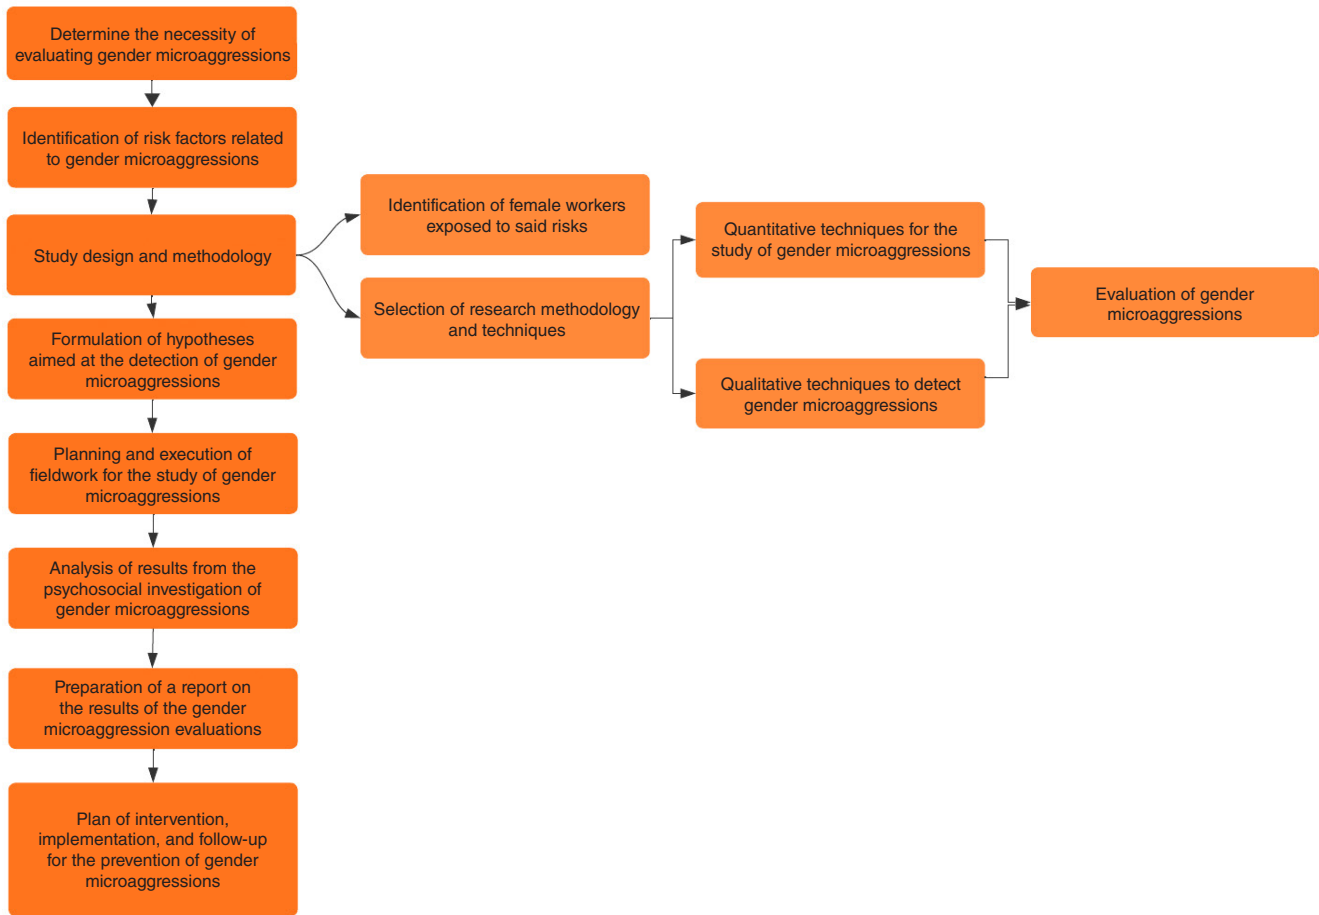 Determine the necessity of
evaluating gender microaggressions
Identification of risk factors related
to gender microaggressions
Study design and methodology
Identification of female workers
exposed to said risks
Selection of research methodology
and techniques
Quantitative techniques for the
study of gender microaggressions
Qualitative techniques to detect
gender microaggressions
Evaluation of gender
microaggressions
Formulation of hypotheses
aimed at the detection of gender
microaggressions
Planning and execution of
fieldwork for the study of gender
microaggressions
Analysis of results from the
psychosocial investigation of
gender microaggressions
Preparation of a report on
the results of the gender
microaggression evaluations
Plan of intervention,
implementation, and follow-up
for the prevention of gender
microaggressions